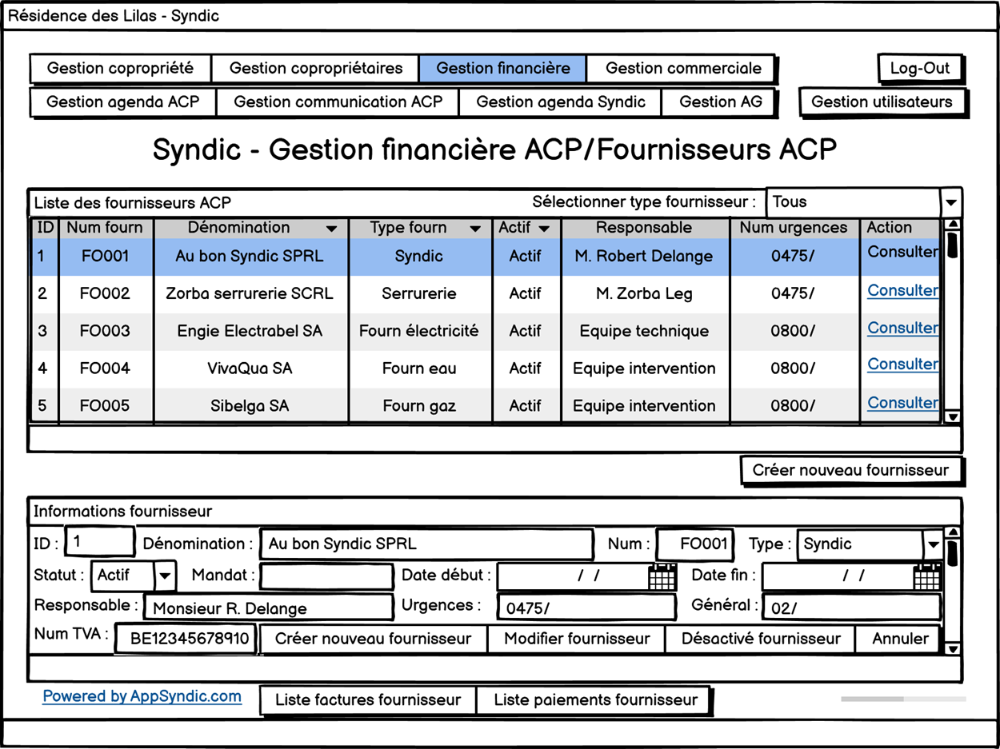 Résidence des Lilas - Syndic
Gestion copropriété Gestion copropriétaires Gestion financière Gestion commerciale Log-Out
Gestion agenda ACP Gestion communication ACP Gestion agenda Syndic Gestion AG Gestion utilisateurs
Syndic - Gestion financière ACP/Fournisseurs ACP
Liste des fournisseurs ACP Sélectionner type fournisseur : Tous
ID Num fourn Dénomination Type fourn Actif Responsable Num urgences Action
1 FO001 Au bon Syndic SPRL Syndic Actif M. Robert Delange 0475/ Consulter
2 FO002 Zorba serrurerie SCRL Serrurerie Actif M. Zorba Leg 0475/ Consulter
3 FO003 Engie Electrabel SA Fourn électricité Actif Equipe technique 0800/ Consulter
4 FO004 VivaQua SA Fourn eau Actif Equipe intervention 0800/ Consulter
5 FO005 Sibelga SA Fourn gaz Actif Equipe intervention 0800/ Consulter
Créer nouveau fournisseur
Informations fournisseur
ID : 1 Dénomination : Au bon Syndic SPRL Num : FO001 Type : Syndic
Statut : Actif Mandat : Date début : / / Date fin : / /
Responsable : Monsieur R. Delange Urgences : 0475/ Général : 02/
Num TVA : BE12345678910 Créer nouveau fournisseur Modifier fournisseur Désactivé fournisseur Annuler
Powered by AppSyndic.com Liste factures fournisseur Liste paiements fournisseur